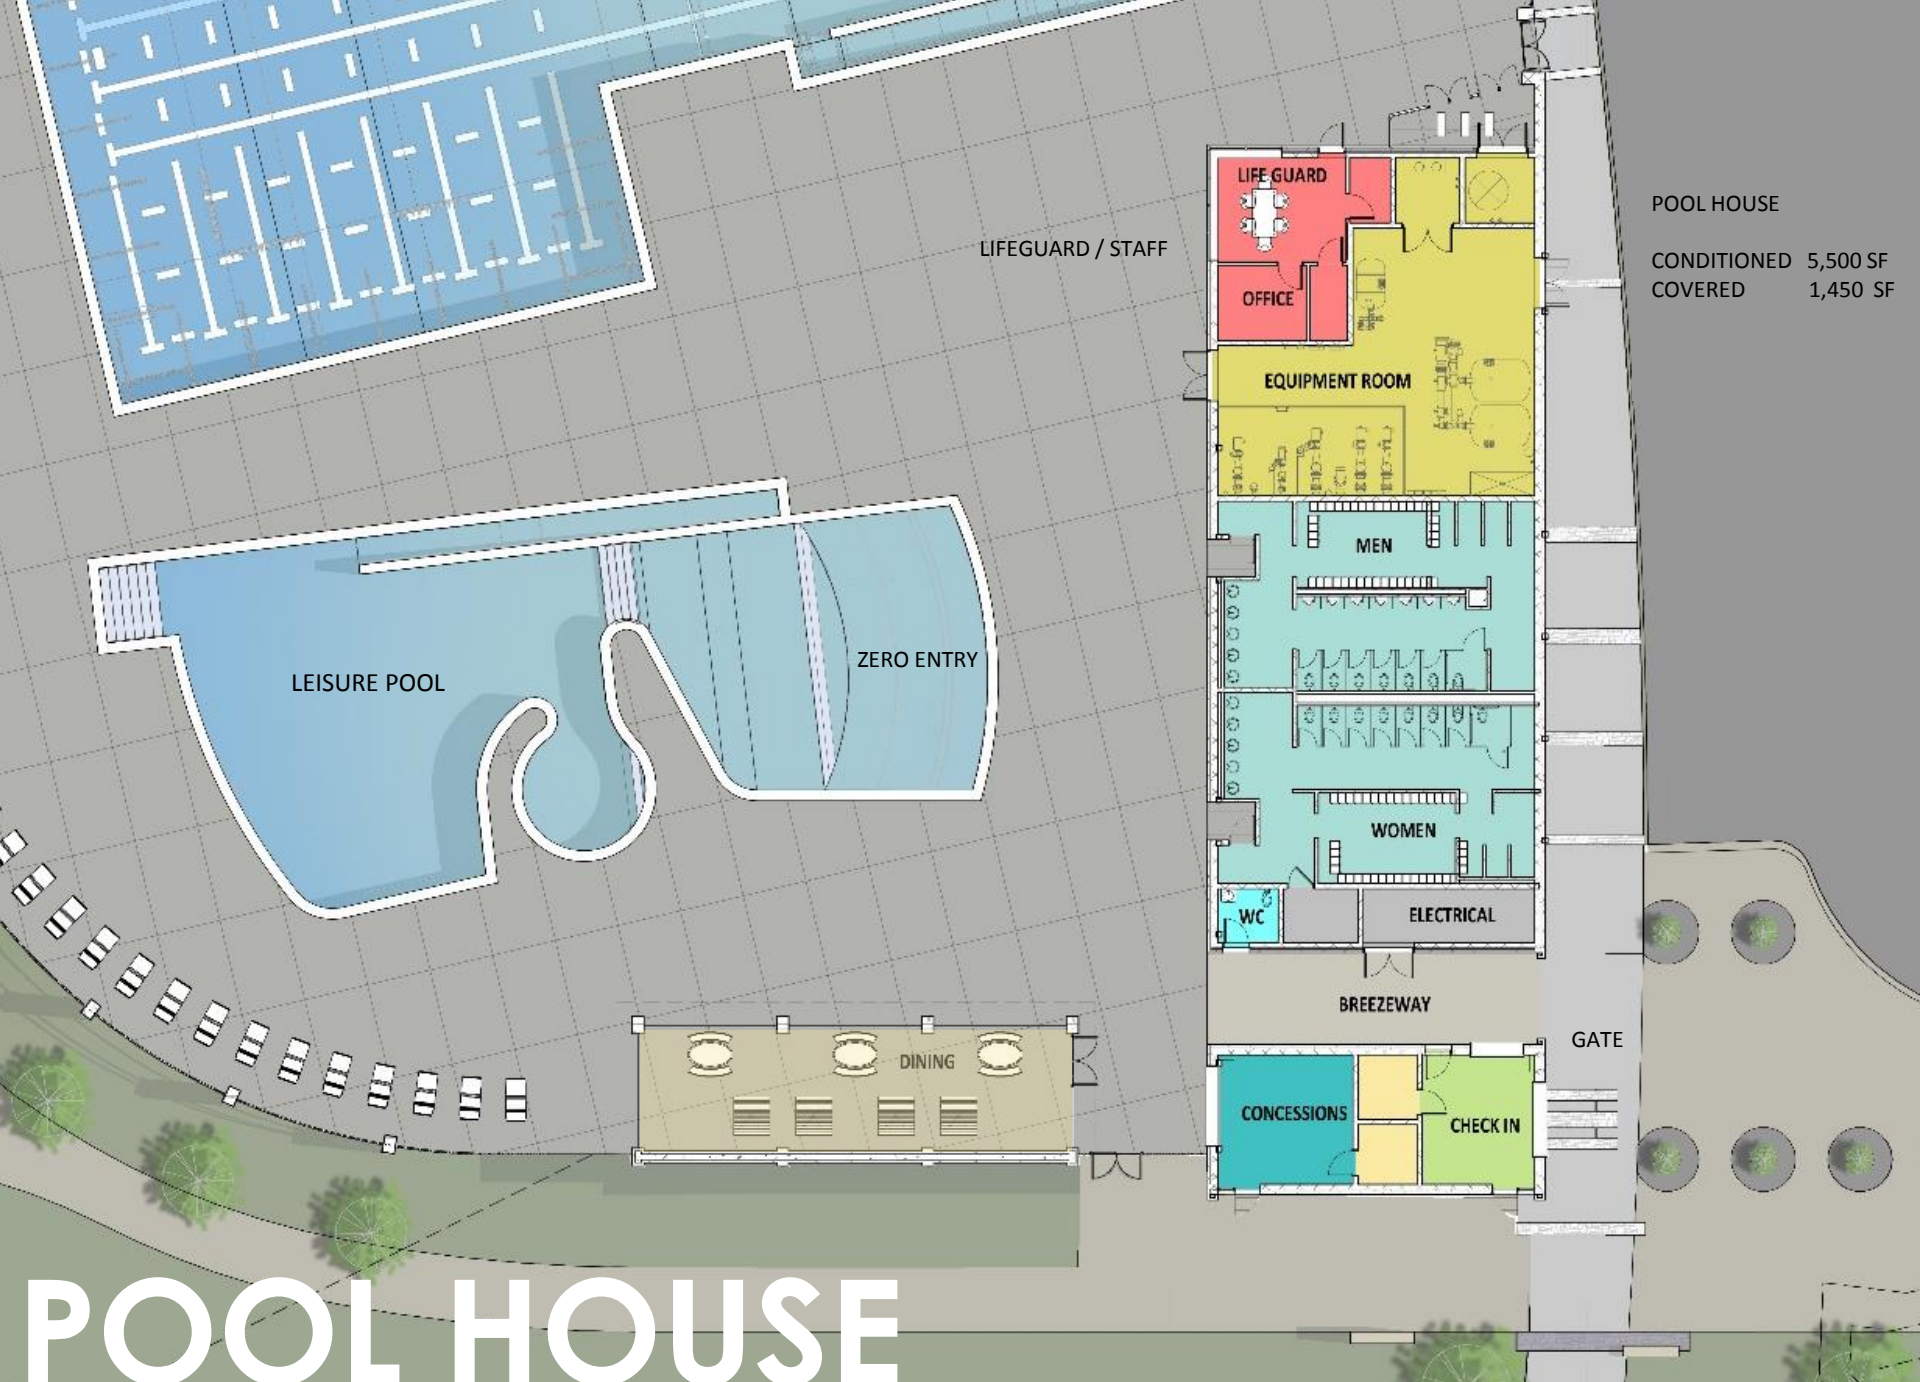 LIFE GUARD
POOL HOUSE
LIFEGUARD / STAFF
CONDITIONED 5,500 SF
COVERED 1,450 SF
OFFICE
EQUIPMENT ROOM
MEN
LEISURE POOL
ZERO ENTRY
WOMEN
WC
ELECTRICAL
BREEZEWAY
GATE
DINING
CONCESSIONS
CHECK IN
POOL HOUSE